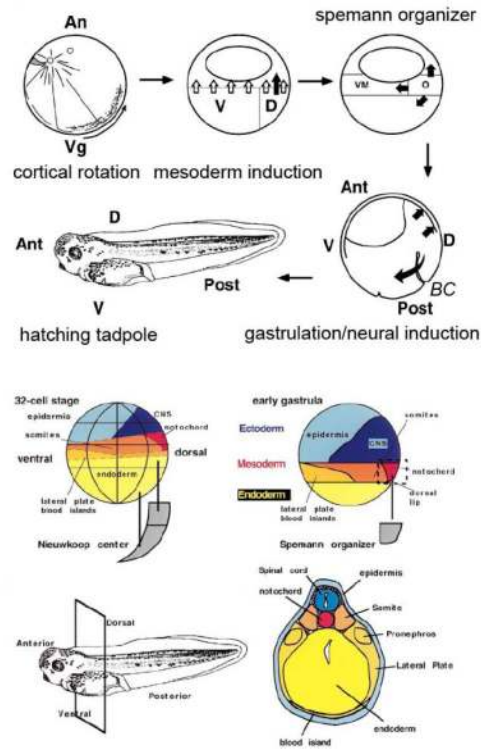 spemann organizer
An
Vg
V
D
VM
O
cortical rotation
mesoderm induction
Ant
V
D
BC
Post
D
Ant
V
Post
hatching tadpole
gastrulation/neural induction
32-cell stage
epidermis
CNS
notochord
somites
ventral
dorsal
endoderm
lateral plate
blood islands
Nieuwkoop center
early gastrula
somites
Ectoderm
epidermis
CNS
Mesoderm
notochord
Endoderm
dorsal
lip
lateral plate
blood islands
Spemann organizer
Dorsal
Anterior
Posterior
Ventral
Spinal cord
epidermis
notochord
Somite
Pronephros
Lateral Plate
endoderm
blood island